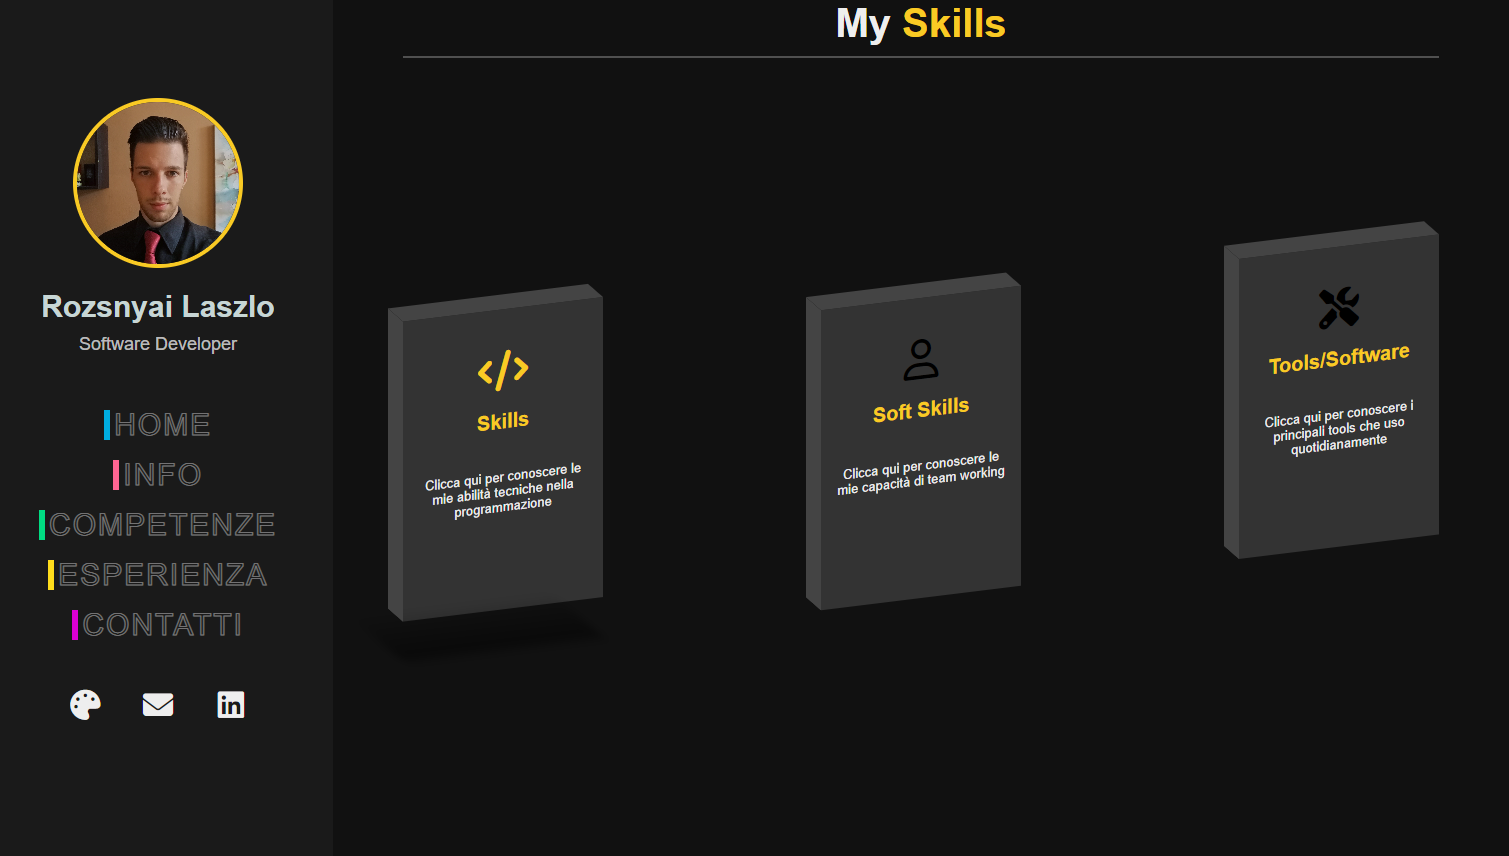 My Skills
Rozsnyai Laszlo
Software Developer
HOME
INFO
COMPETENZE
ESPERIENZA
CONTATTI
in
Skills
Clicca qui per conoscere le
mie abilità tecniche nella
programmazione
Soft Skills
Clicca qui per conoscere le
mie capacità di team working
Tools/Software
Clicca qui per conoscere i
principali tools che uso
quotidianamente